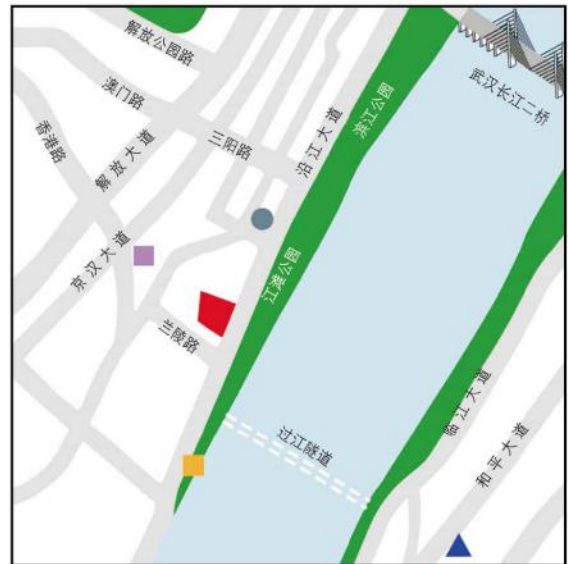 解放公园路
澳门路
香港路
解放大道
三阳路
沿江大道
滨江公园
武汉长江二桥
京汉大道
江滩公园
兰陵路
过江隧道
临江大道
和平大道